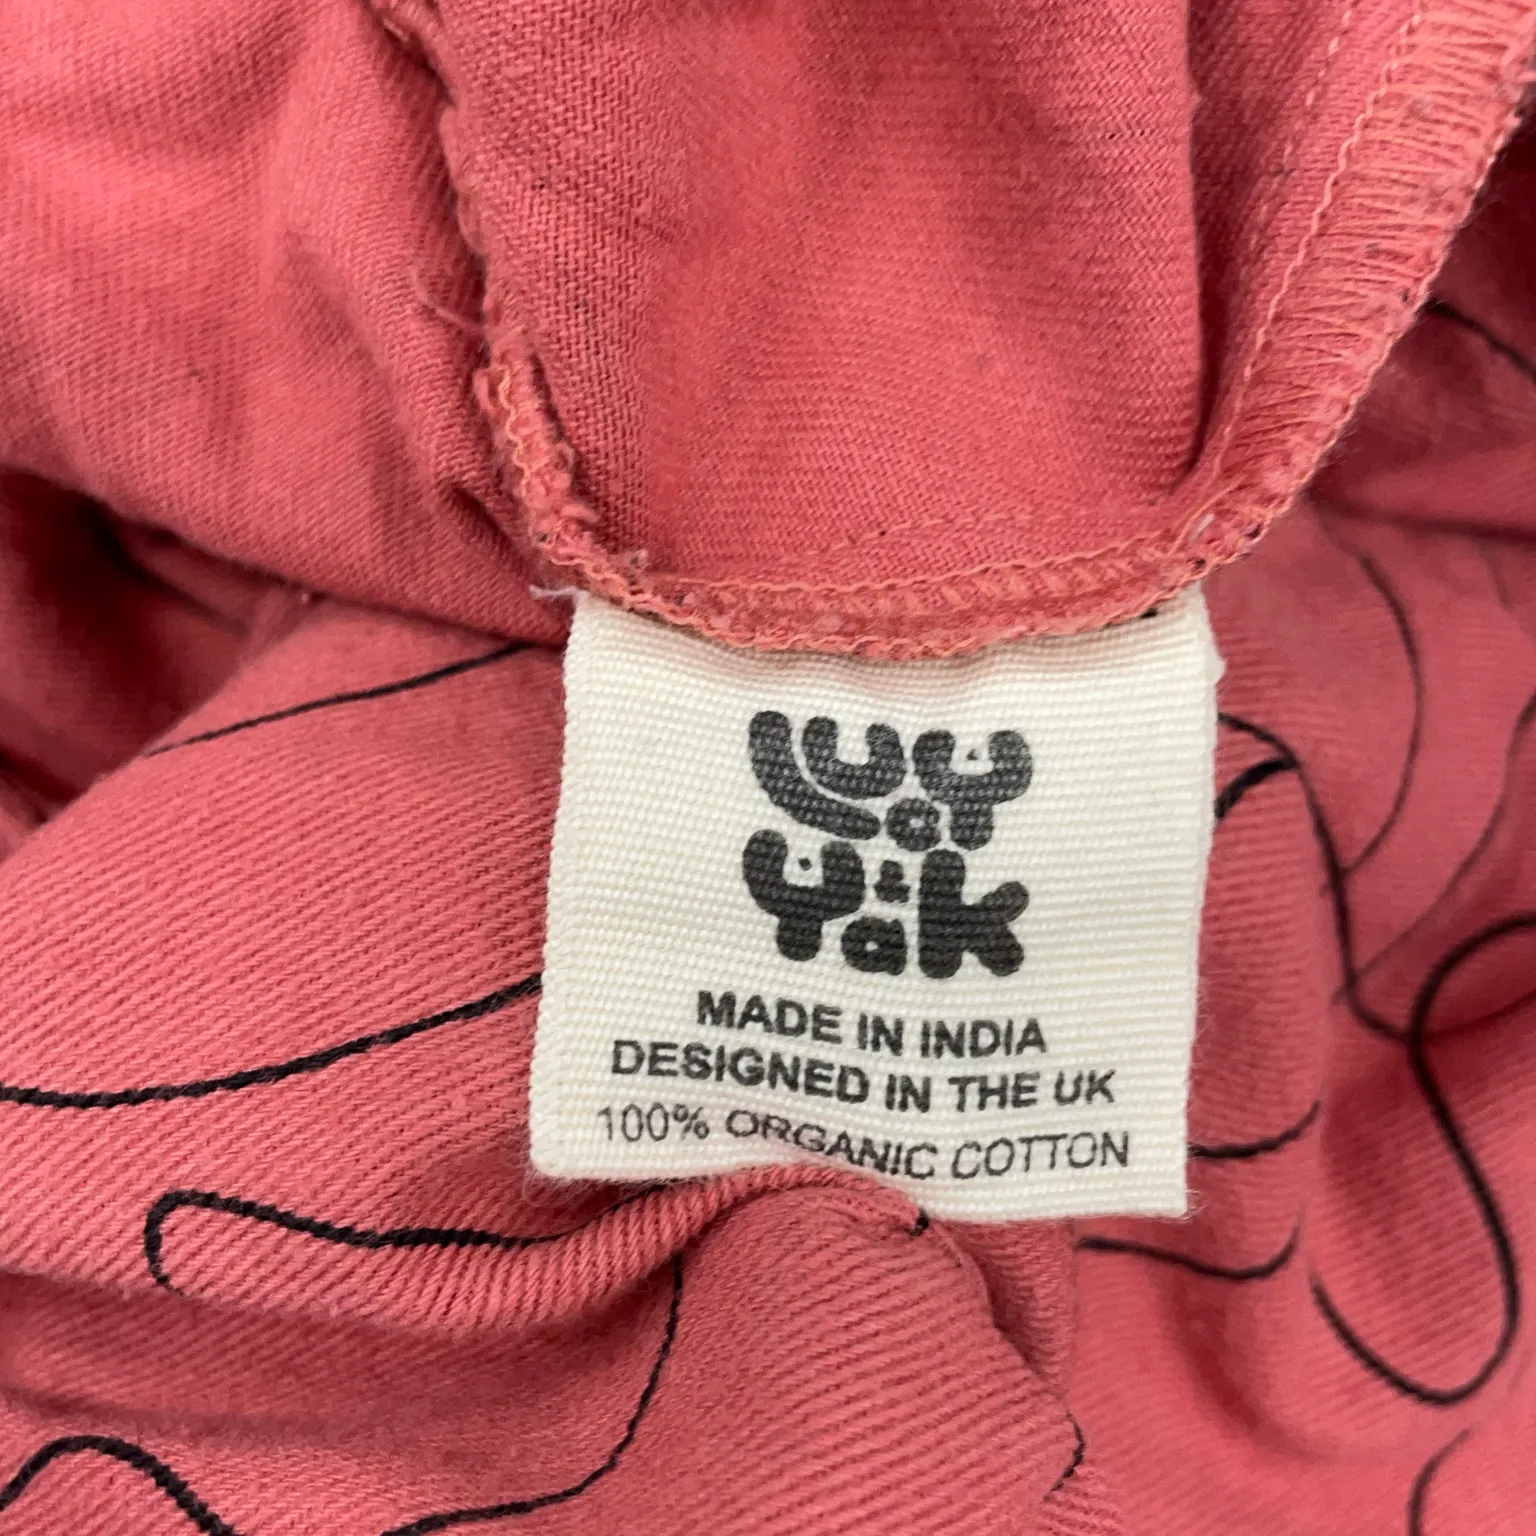 LUCY
& YAK
MADE IN INDIA
DESIGNED IN THE UK
100% ORGANIC COTTON